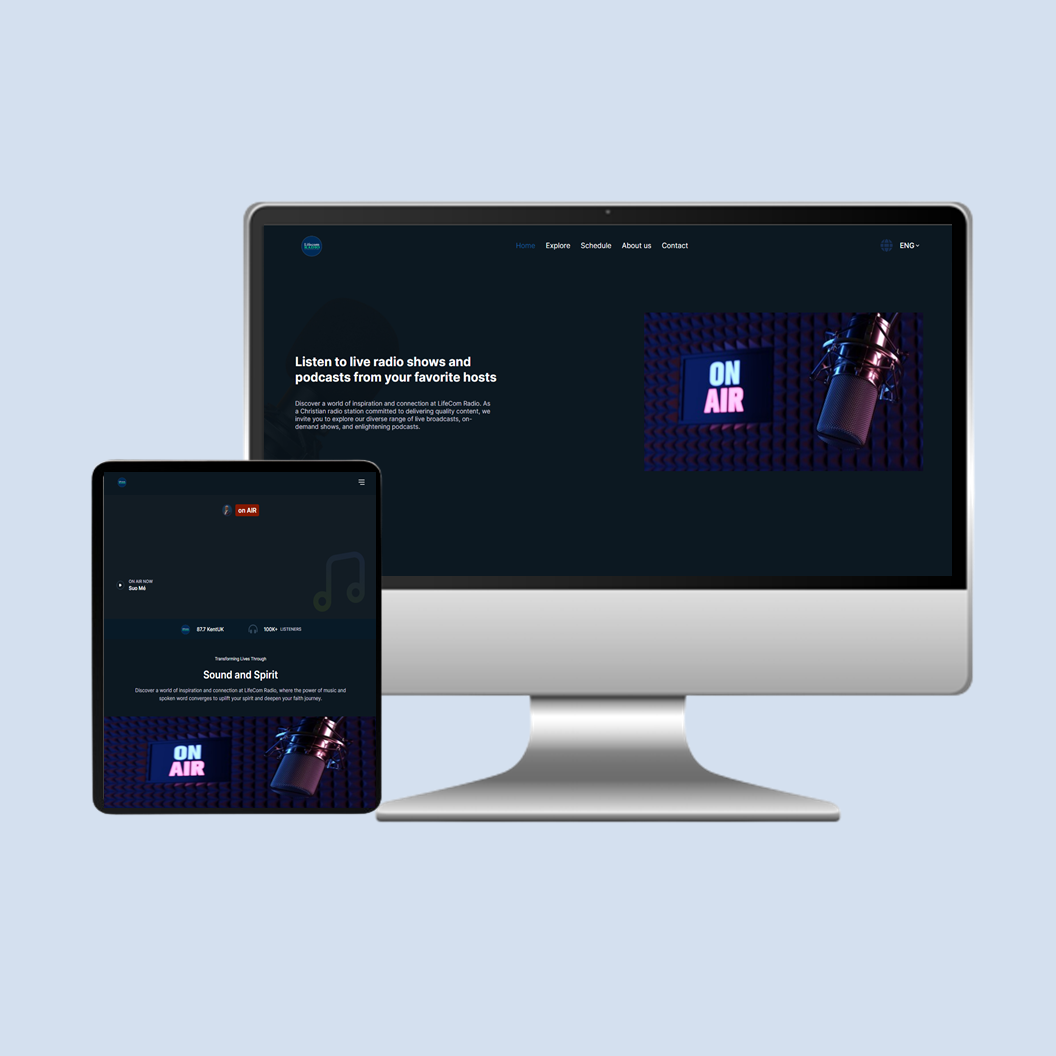 Lifecom
Home
Explore
Schedule
About us
Contact
ENG
Listen to live radio shows and
podcasts from your favorite hosts
Discover a world of inspiration and connection at LifeCom Radio. As
a Christian radio station committed to delivering quality content, we
invite you to explore our diverse range of live broadcasts, on-
demand shows, and enlightening podcasts.
ON
AIR
on AIR
ON AIR NOW
Suo Mé
87.7 KentUK
100K+ LISTENERS
Transforming Lives Through
Sound and Spirit
Discover a world of inspiration and connection at LifeCom Radio, where the power of music and
spoken word converges to uplift your spirit and deepen your faith journey.
ON
AIR